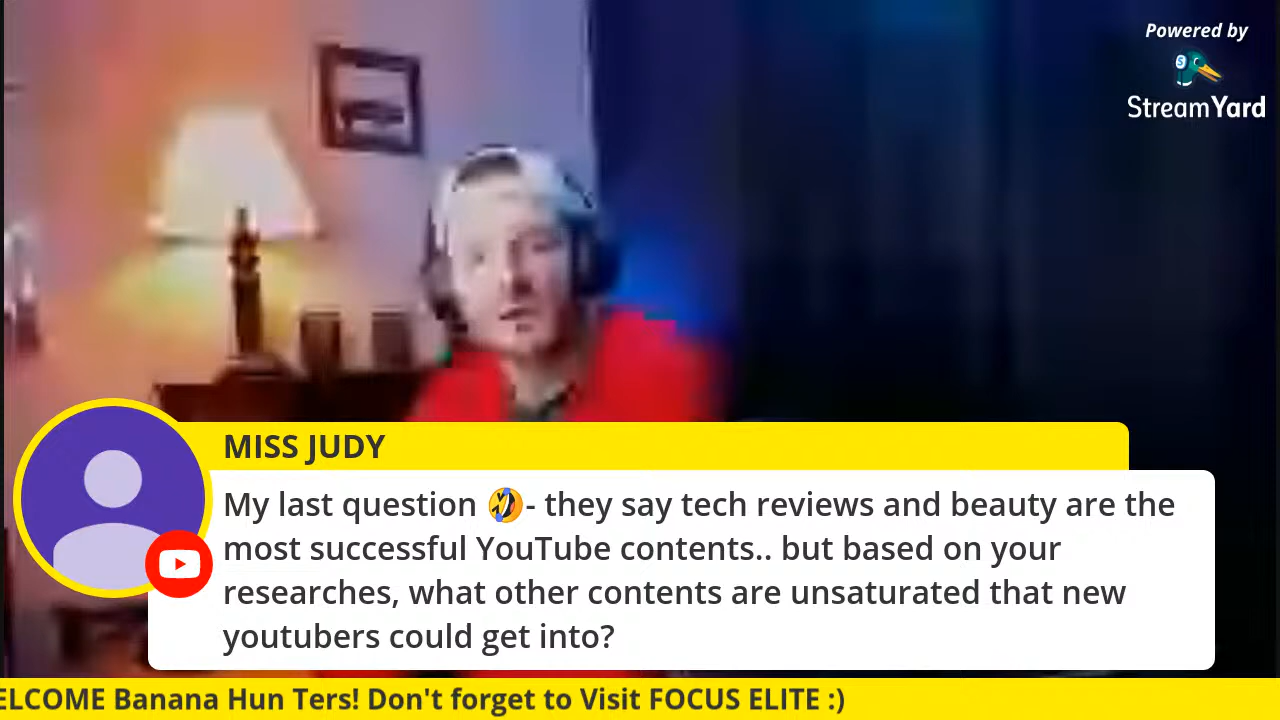 Powered by
StreamYard
MISS JUDY
My last question 🤣- they say tech reviews and beauty are the
most successful YouTube contents.. but based on your
researches, what other contents are unsaturated that new
youtubers could get into?
ELCOME Banana Hun Ters! Don't forget to Visit FOCUS ELITE :)